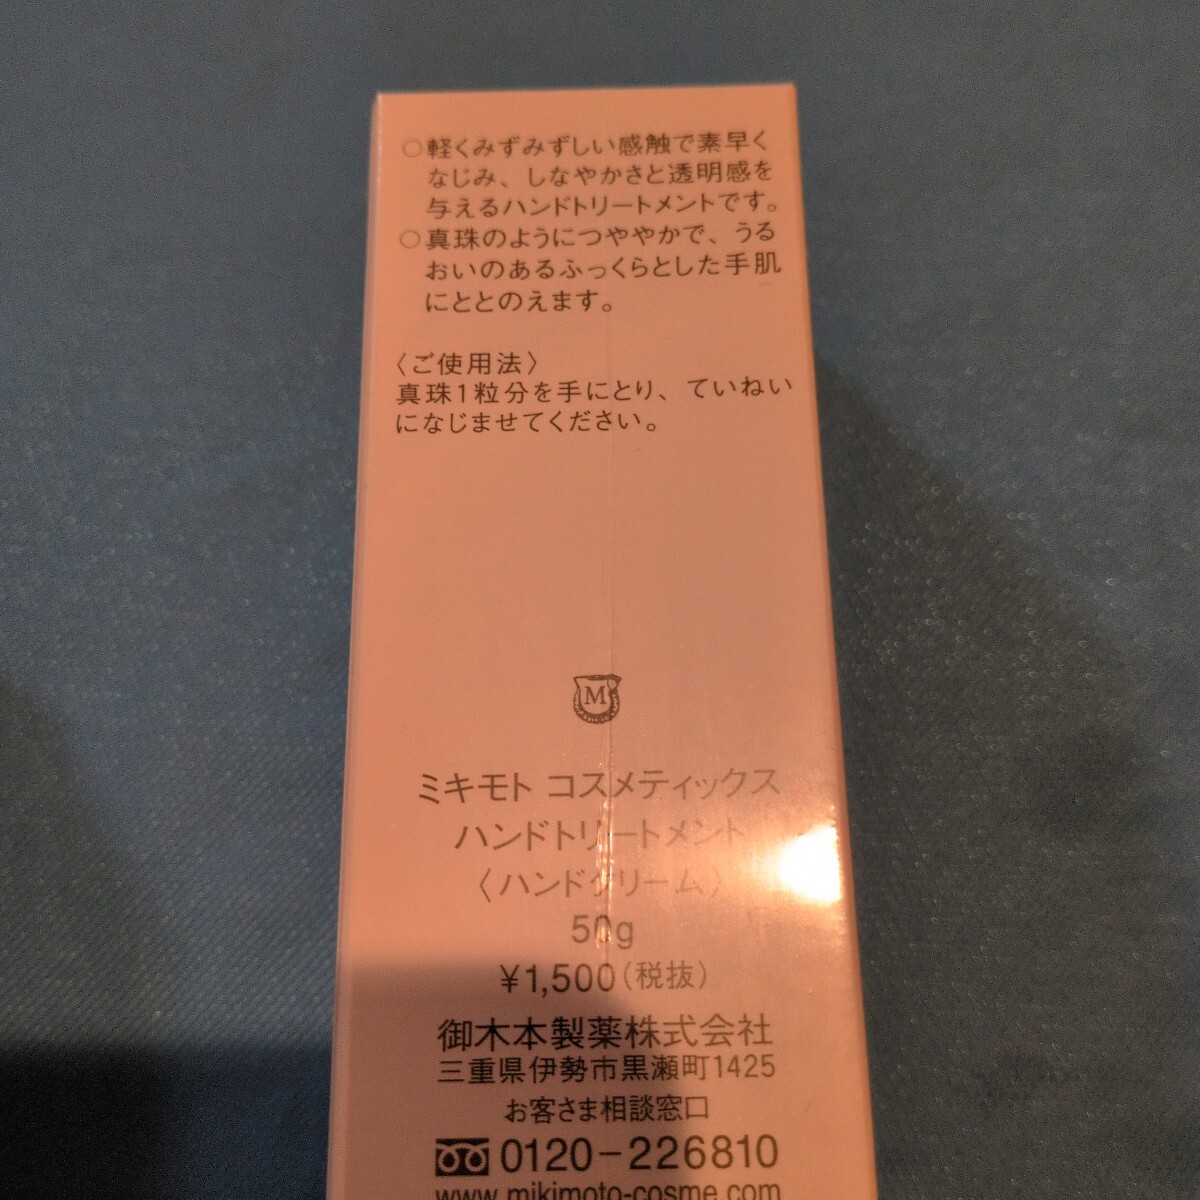 ○軽くみずみずしい感触で素早く
なじみ、しなやかさと透明感を
与えるハンドトリートメントです。
○真珠のようにつややかで、うる
おいのあるふっくらとした手肌
にととのえます。
〈ご使用法〉
真珠1粒分を手にとり、ていねい
になじませてください。
M
ミキモト コスメティックス
ハンドトリートメント
〈ハンドクリーム〉
50g
¥1,500(税抜)
御木本製薬株式会社
三重県伊勢市黒瀬町1425
お客さま相談窓口
0120-226810
www.mikimoto-cosme.com